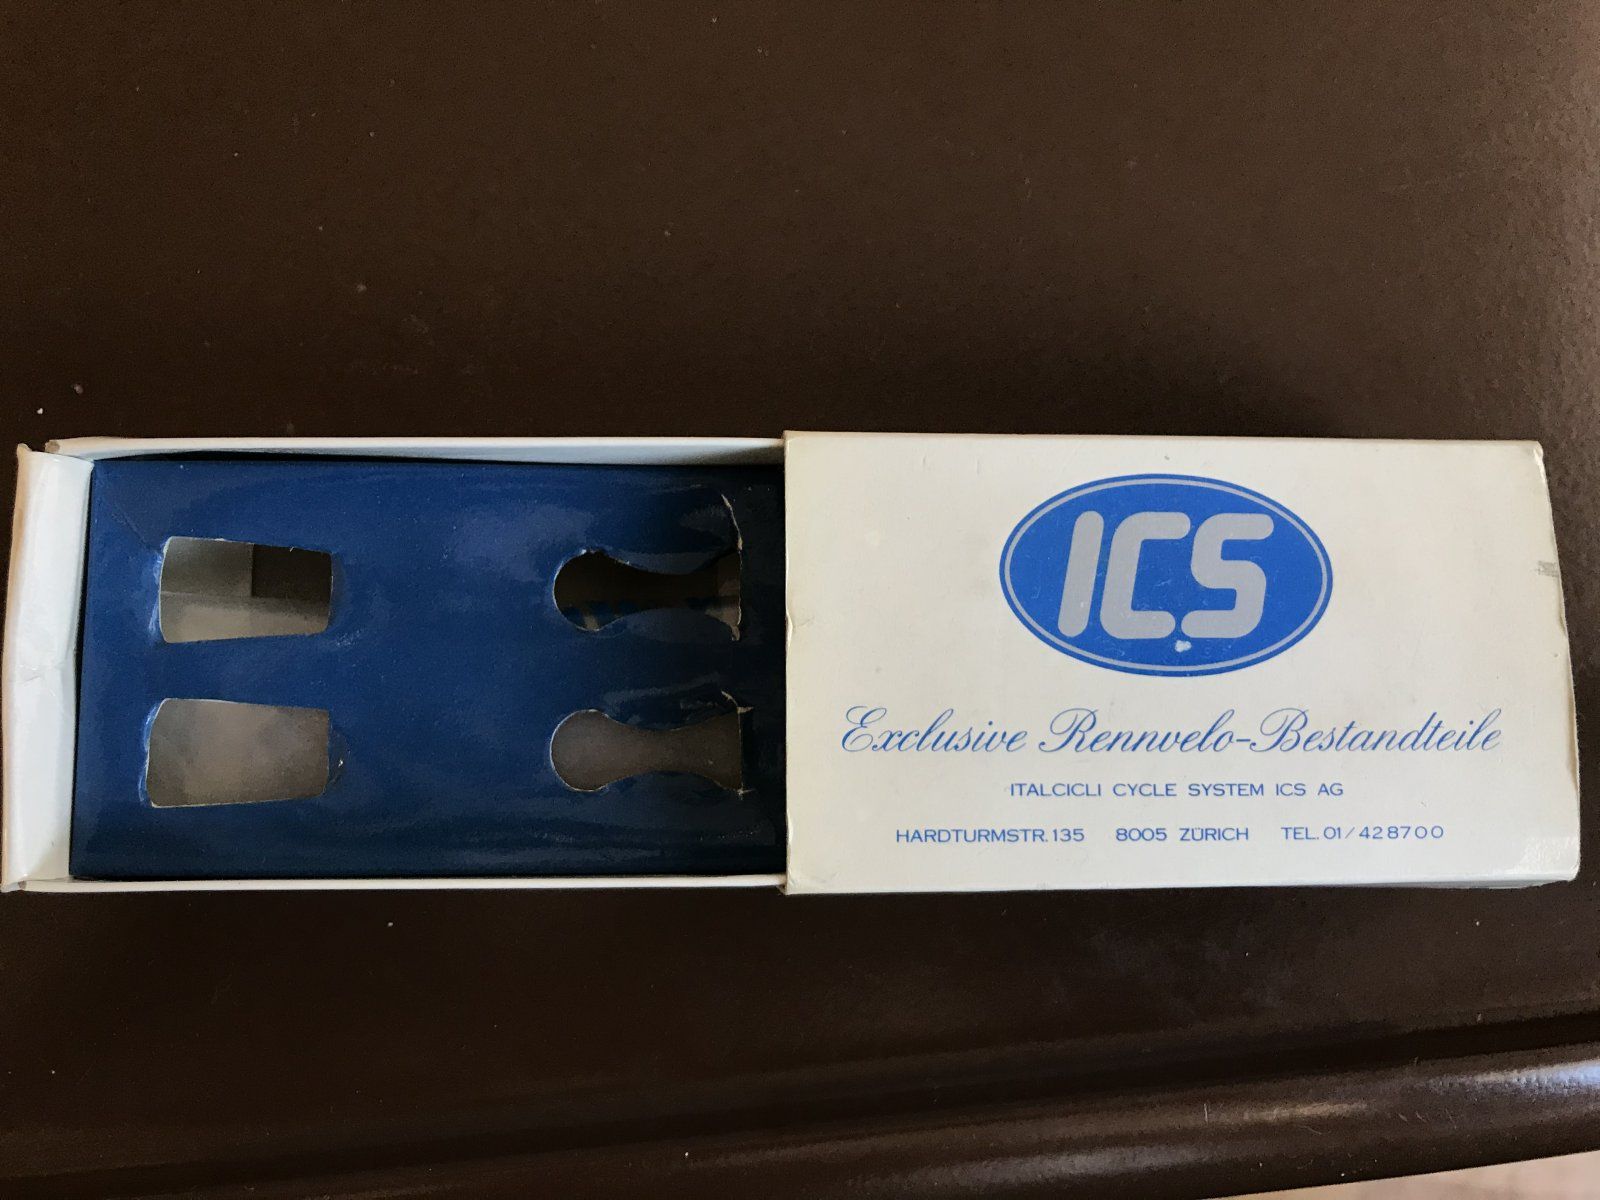 ICS
Exclusive Rennvelo-Bestandteile
ITALCICLI CYCLE SYSTEM ICS AG
HARDTURMSTR. 135 8005 ZÜRICH TEL. 01/428700